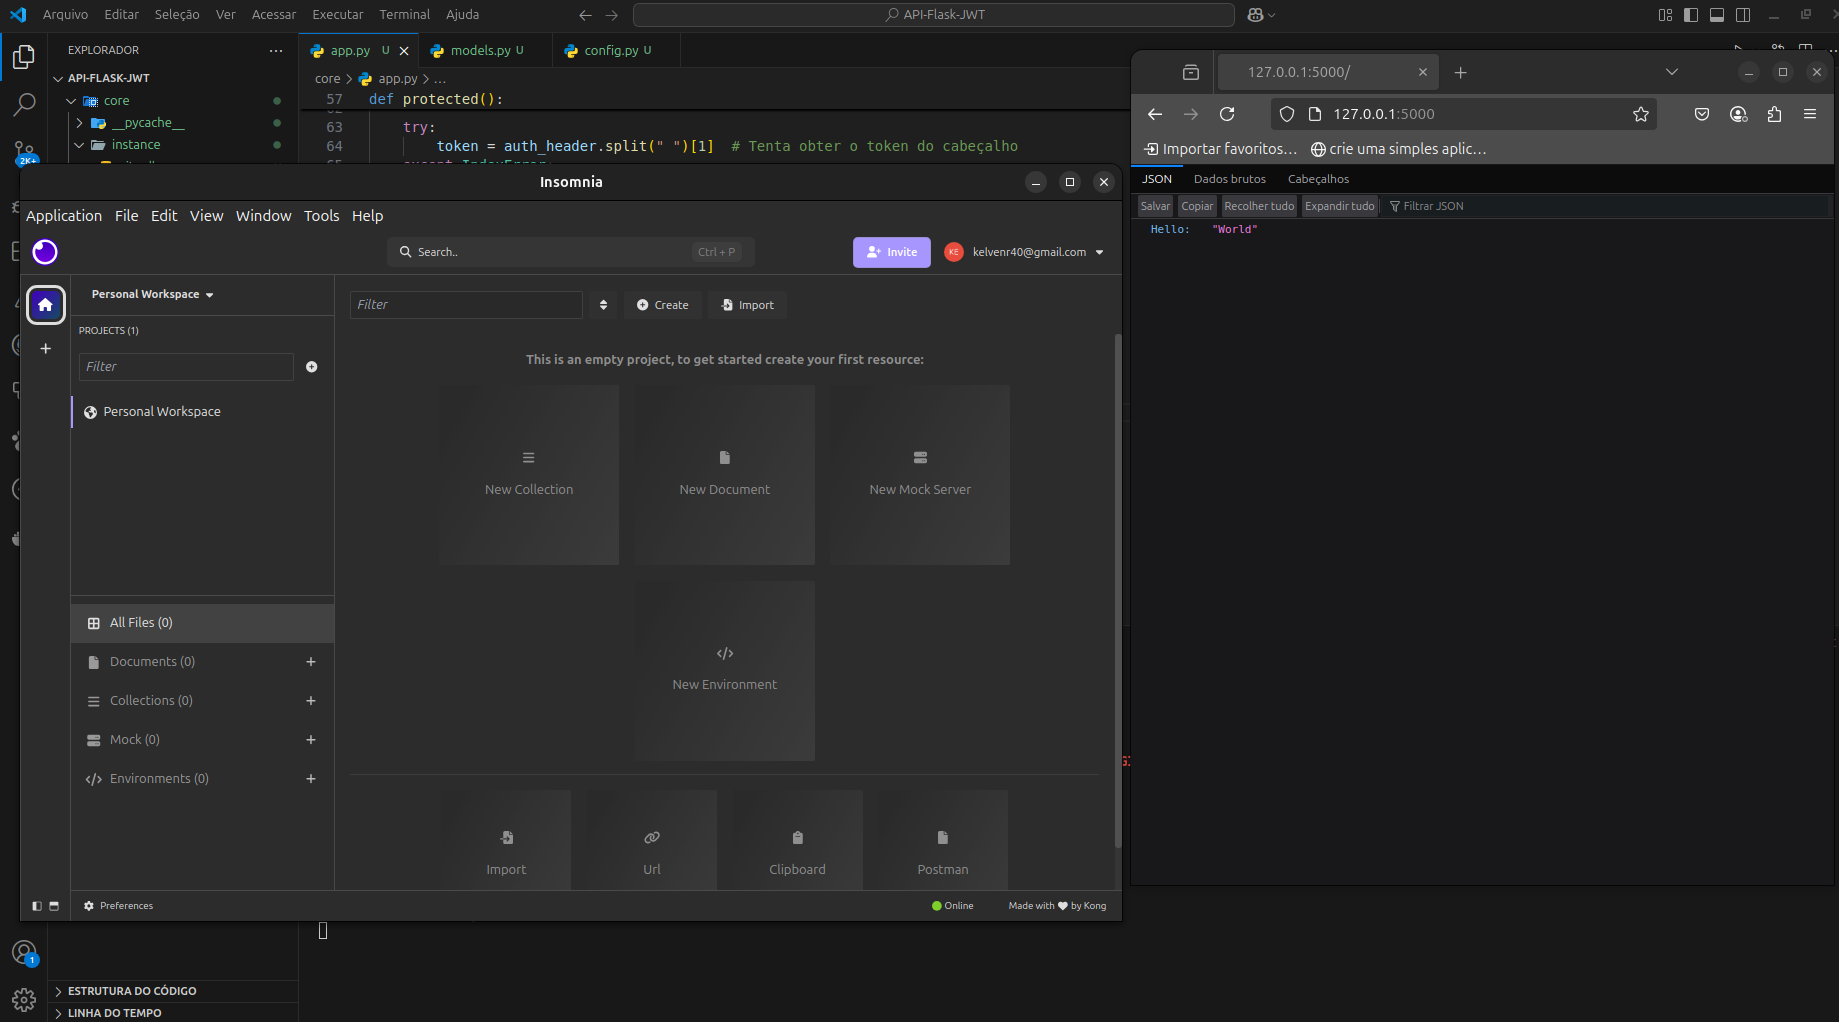 Arquivo Editar Seleção Ver Acessar Executar Terminal Ajuda
API-Flask-JWT
EXPLORADOR
API-FLASK-JWT
core
__pycache__
instance
2K+
app.py U
models.py U
config.py U
core > app.py > ...
57 def protected():
63 try:
64 token = auth_header.split(" ")[1] # Tenta obter o token do cabeçalho
Insomnia
Application File Edit View Window Tools Help
Search..
Ctrl + P
Invite
KE
kelvenr40@gmail.com
Personal Workspace
PROJECTS (1)
Filter
Personal Workspace
All Files (0)
Documents (0)
Collections (0)
Mock (0)
Environments (0)
Filter
Create
Import
This is an empty project, to get started create your first resource:
New Collection
New Document
New Mock Server
New Environment
Import
Url
Clipboard
Postman
Preferences
Online
Made with by Kong
1
ESTRUTURA DO CÓDIGO
LINHA DO TEMPO
127.0.0.1:5000/
127.0.0.1:5000
Importar favoritos...
crie uma simples aplic...
JSON Dados brutos Cabeçalhos
Salvar Copiar Recolher tudo Expandir tudo Filtrar JSON
Hello: "World"